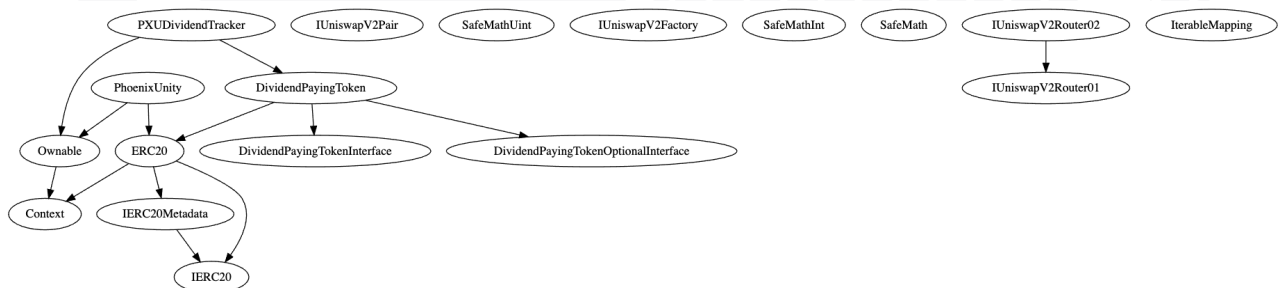 PXUDividendTracker
IUniswapV2Pair
SafeMathUint
IUniswapV2Factory
SafeMathInt
SafeMath
IUniswapV2Router02
IterableMapping
PhoenixUnity
DividendPayingToken
IUniswapV2Router01
Ownable
ERC20
DividendPayingTokenInterface
DividendPayingTokenOptionalInterface
Context
IERC20Metadata
IERC20